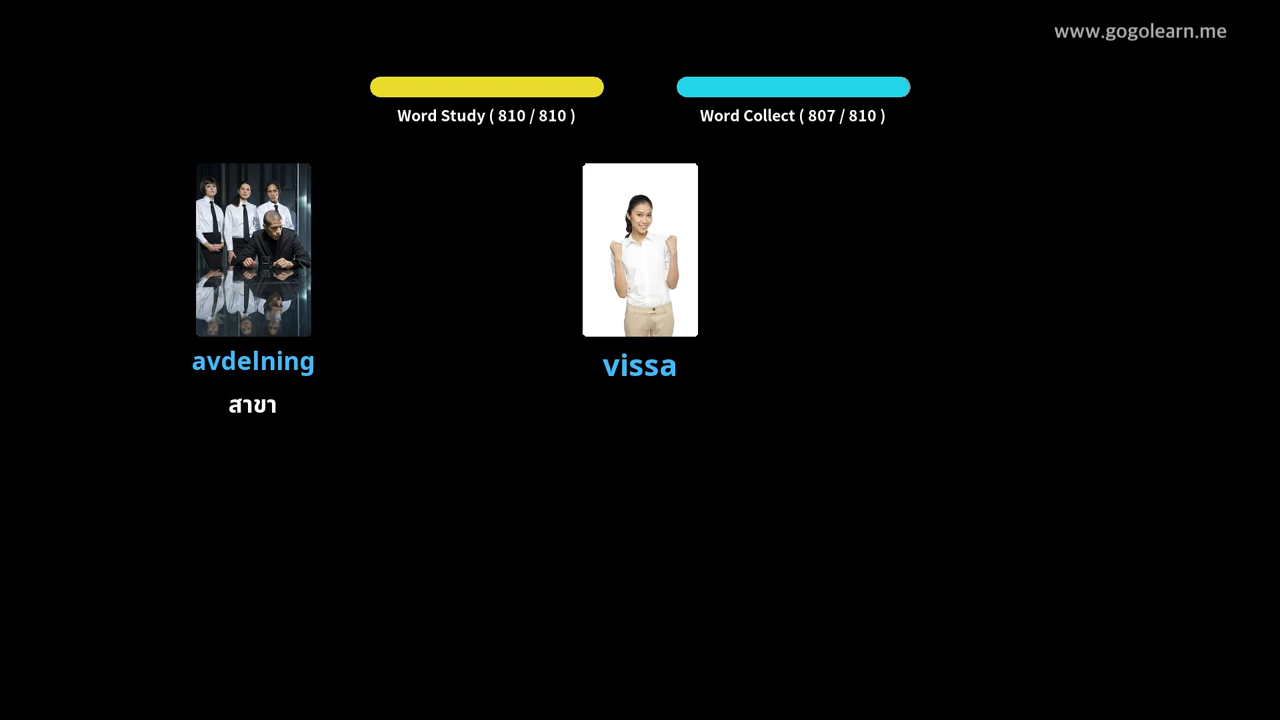 www.gogolearn.me
Word Study ( 810 / 810 )
Word Collect ( 807 / 810 )
avdelning
สาขา
vissa